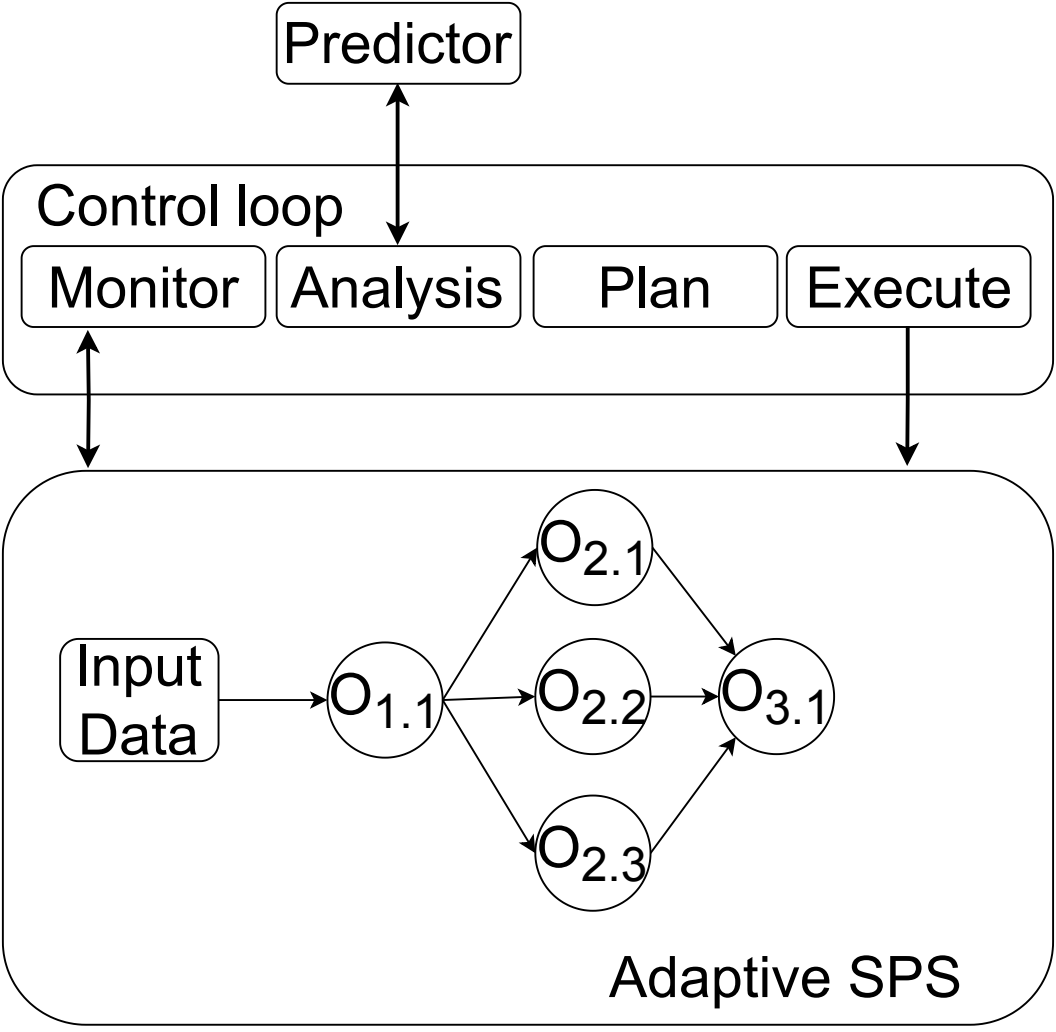 Predictor
Control loop
Monitor Analysis Plan Execute
O2.1
Input
Data
O1.1
O2.2
O3.1
O2.3
Adaptive SPS